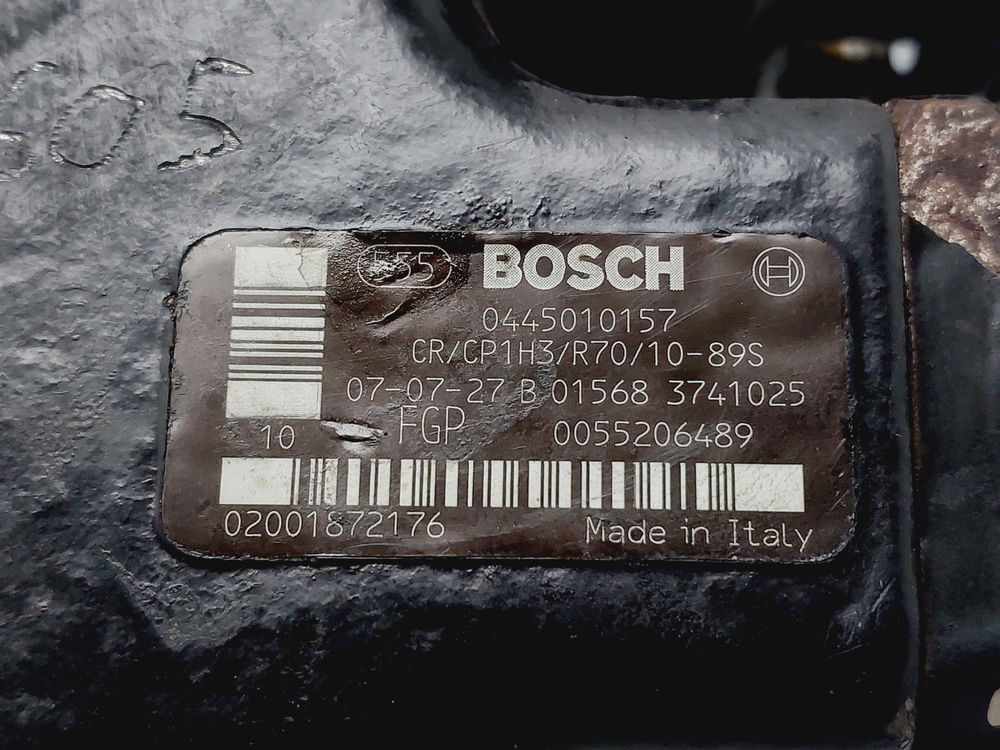 605
555 BOSCH
0445010157
CR/CP1H3/R70/10-89S
07-07-27 B 01568 3741025
10 FGP 0055206489
02001872176 Made in Italy